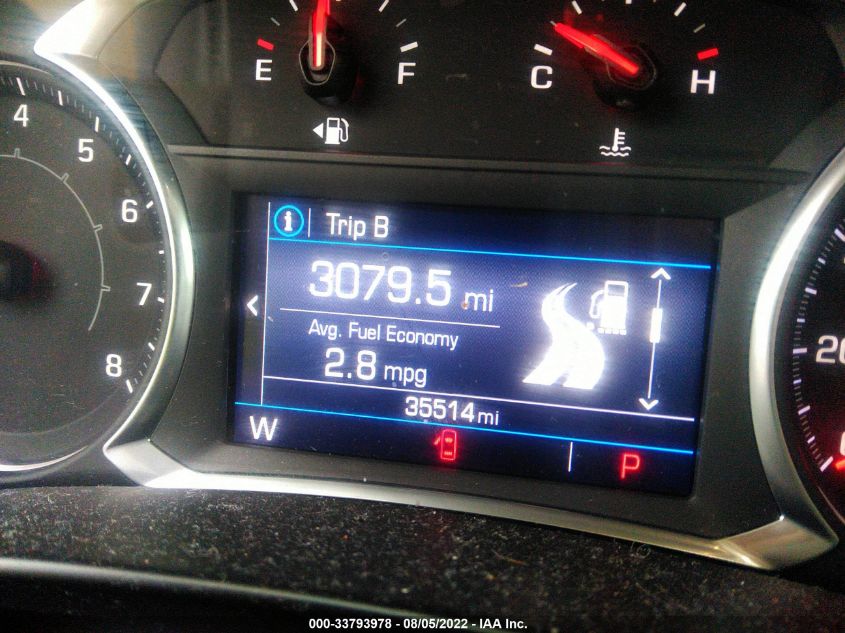 E F
C H
4
5
6
7
8
i Trip B
3079.5 mi
Avg. Fuel Economy
2.8 mpg
35514 mi
W P
20
000-33793978 - 08/05/2022 - IAA Inc.